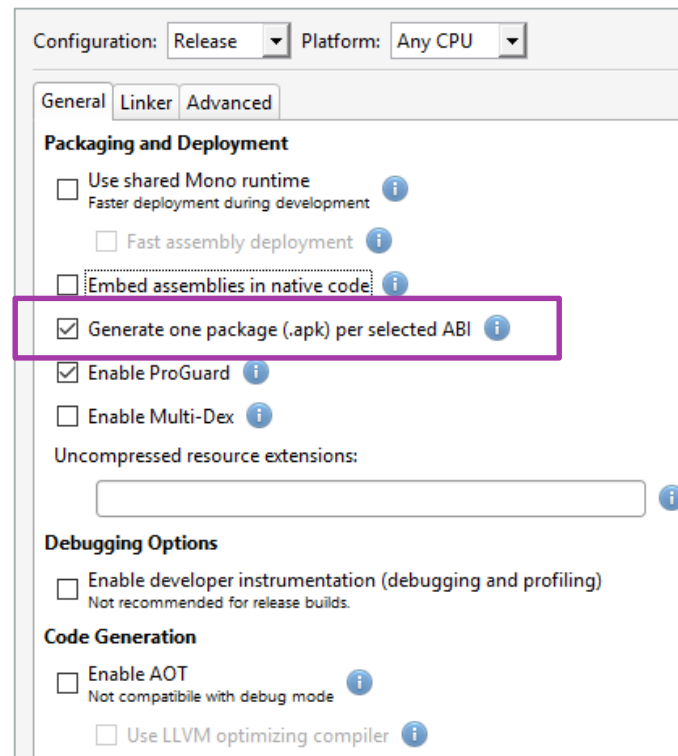 Configuration: Release Platform: Any CPU
General Linker Advanced
Packaging and Deployment
Use shared Mono runtime
Faster deployment during development
Fast assembly deployment
Embed assemblies in native code
Generate one package (.apk) per selected ABI
Enable ProGuard
Enable Multi-Dex
Uncompressed resource extensions:
Debugging Options
Enable developer instrumentation (debugging and profiling)
Not recommended for release builds.
Code Generation
Enable AOT
Not compatibile with debug mode
Use LLVM optimizing compiler